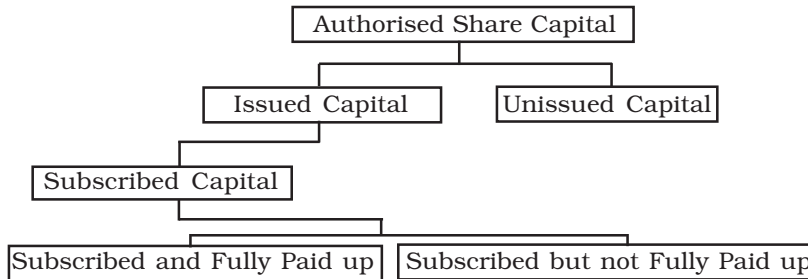 Authorised Share Capital
Issued Capital
Unissued Capital
Subscribed Capital
Subscribed and Fully Paid up
Subscribed but not Fully Paid up